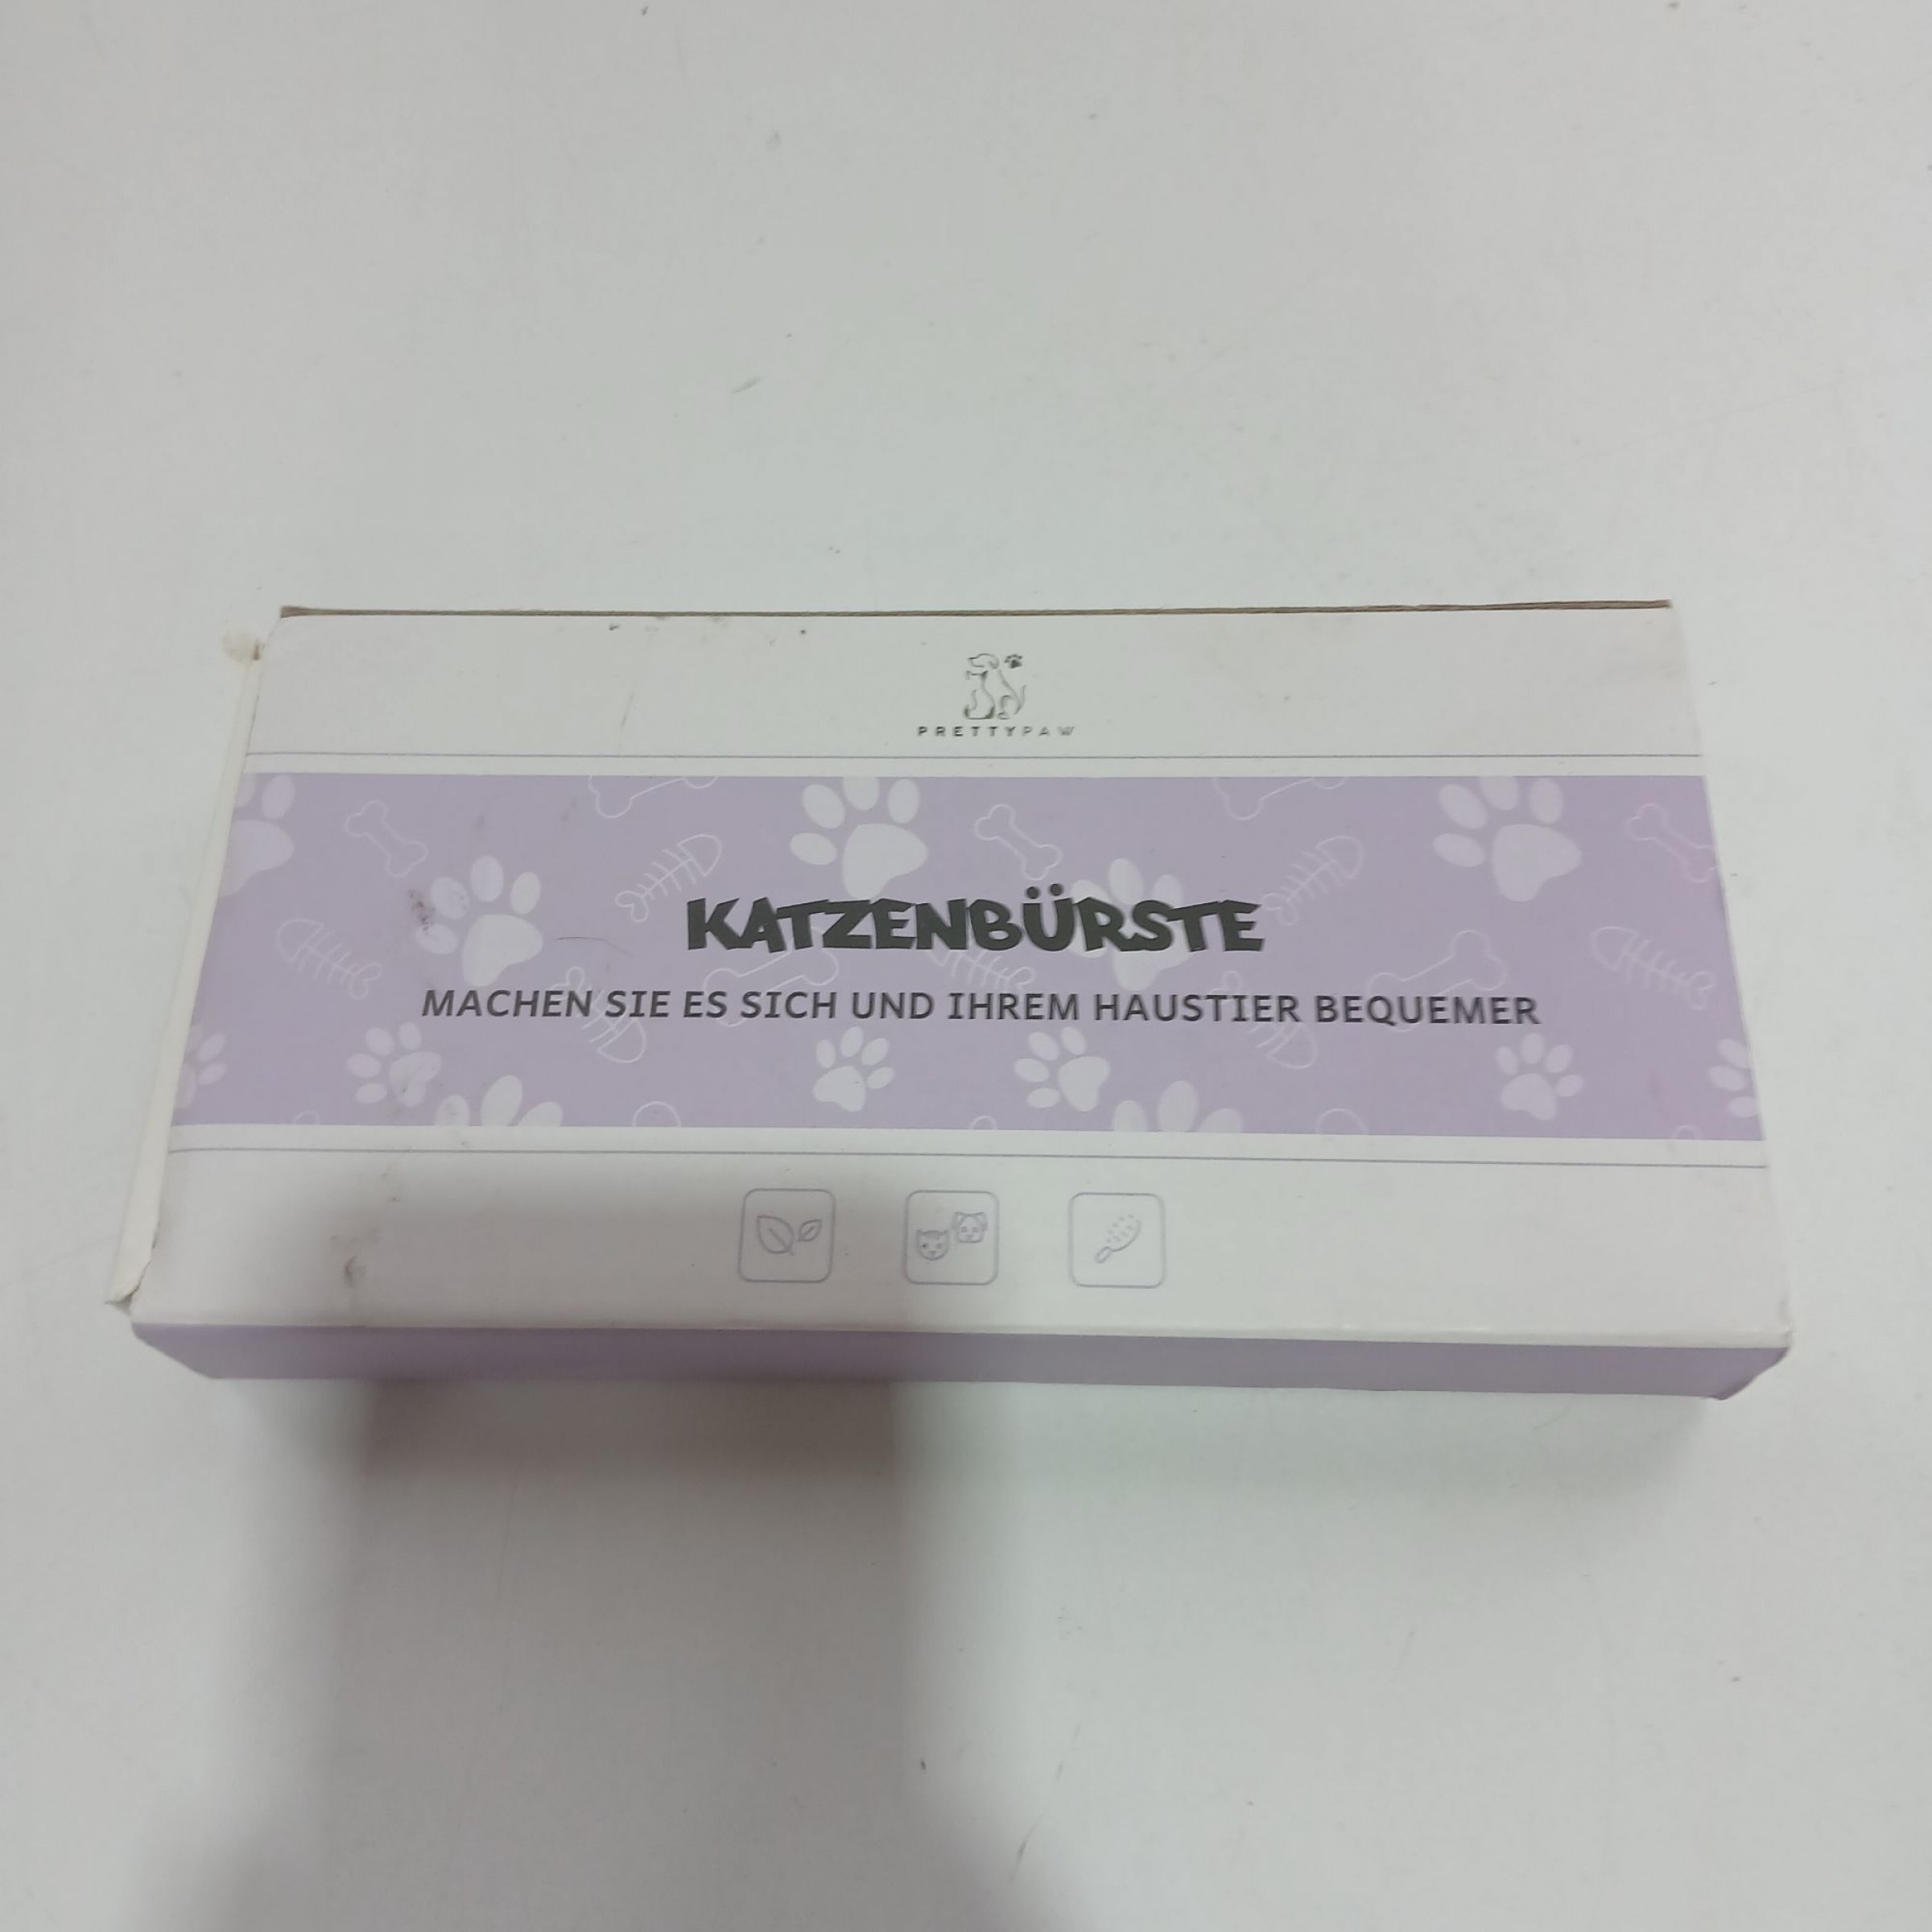 PRETTYPAW
KATZENBÜRSTE
MACHEN SIE ES SICH UND IHREM HAUSTIER BEQUEMER